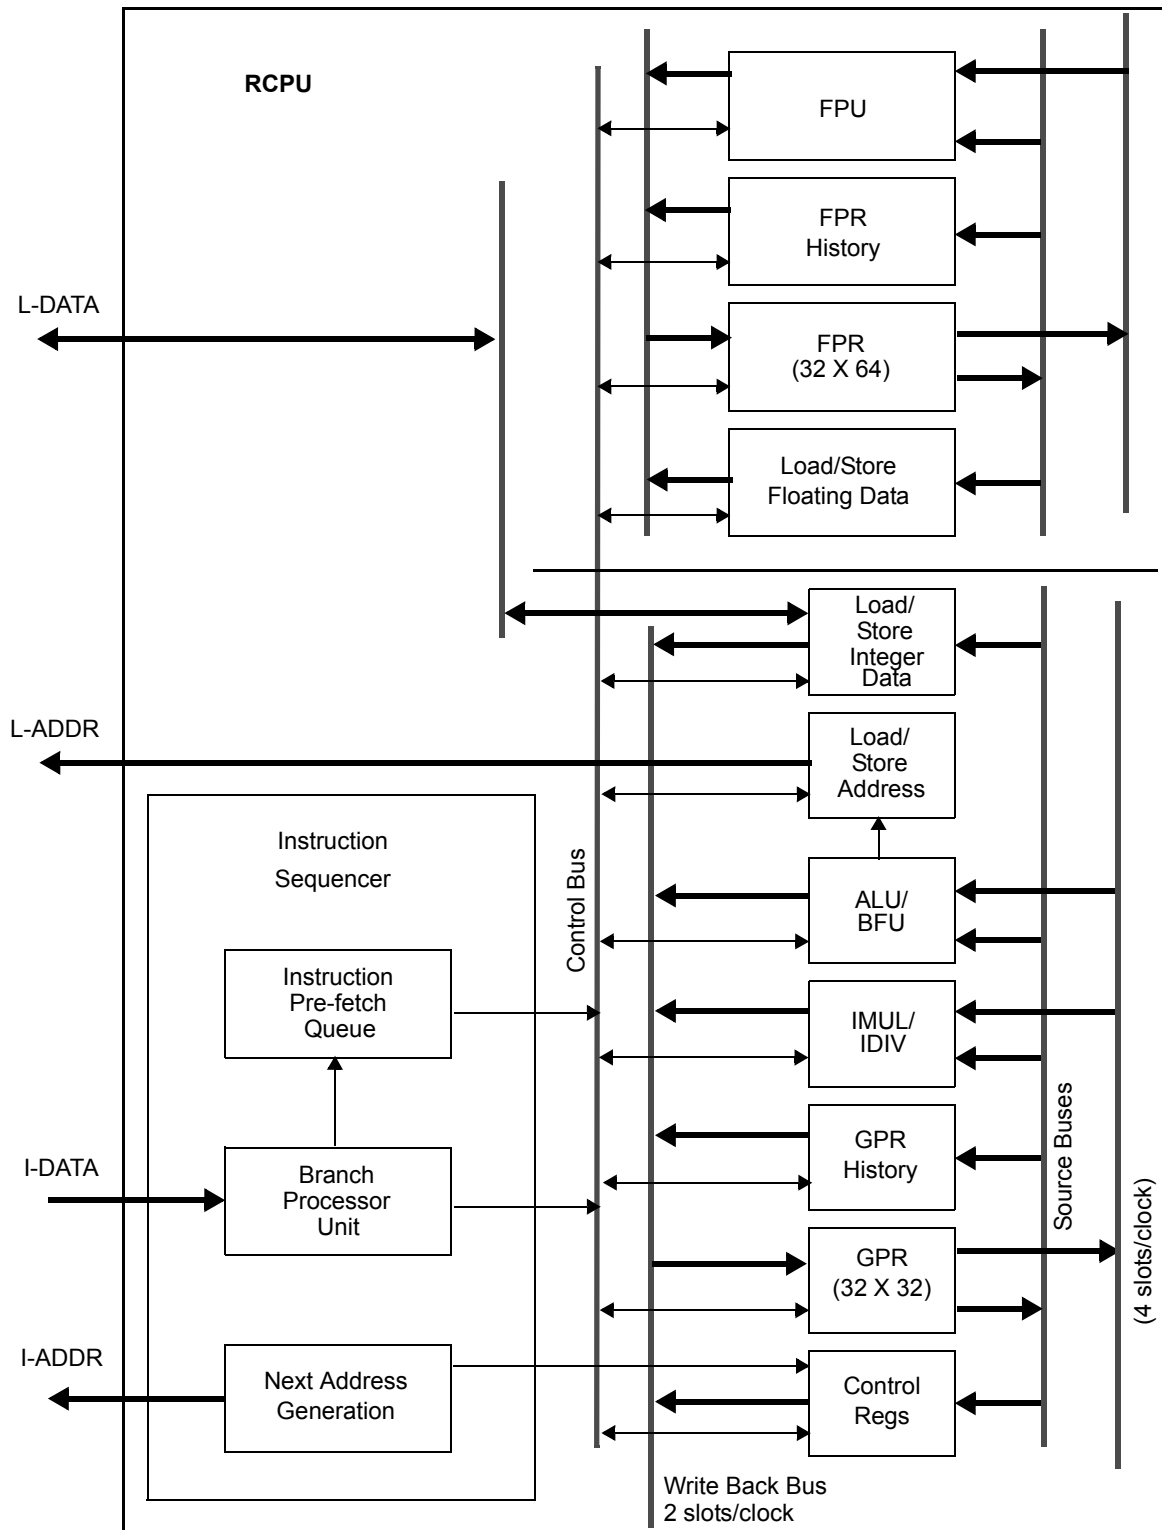 RCPU
FPU
FPR
History
L-DATA
FPR
(32 X 64)
Load/Store
Floating Data
Load/
Store
Integer
Data
L-ADDR
Load/
Store
Address
Instruction
Sequencer
Control Bus
ALU/
BFU
Instruction
Pre-fetch
Queue
IMUL/
IDIV
Source Buses
(4 slots/clock)
GPR
History
I-DATA
Branch
Processor
Unit
GPR
(32 X 32)
I-ADDR
Next Address
Generation
Control
Regs
Write Back Bus
2 slots/clock